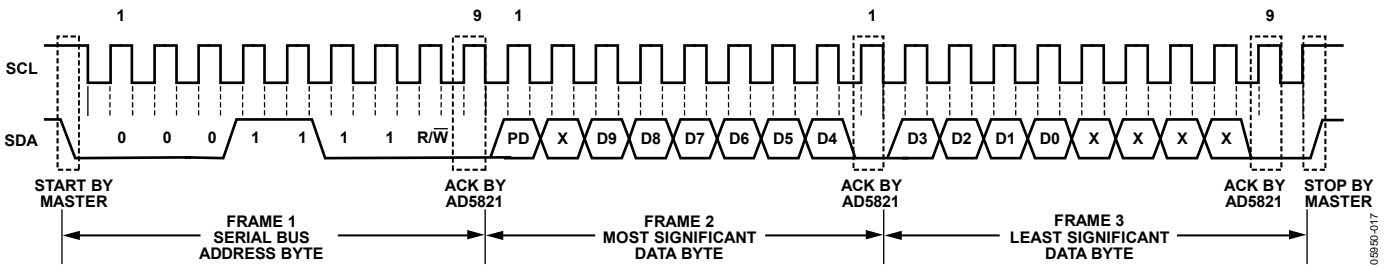 1 9 1 1 9
SCL
SDA
0 0 0 1 1 1 1 R/W̅ PD X D9 D8 D7 D6 D5 D4 D3 D2 D1 D0 X X X X
START BY
MASTER
ACK BY
AD5821
ACK BY
AD5821
ACK BY
AD5821
STOP BY
MASTER
FRAME 1
SERIAL BUS
ADDRESS BYTE
FRAME 2
MOST SIGNIFICANT
DATA BYTE
FRAME 3
LEAST SIGNIFICANT
DATA BYTE
05950-017